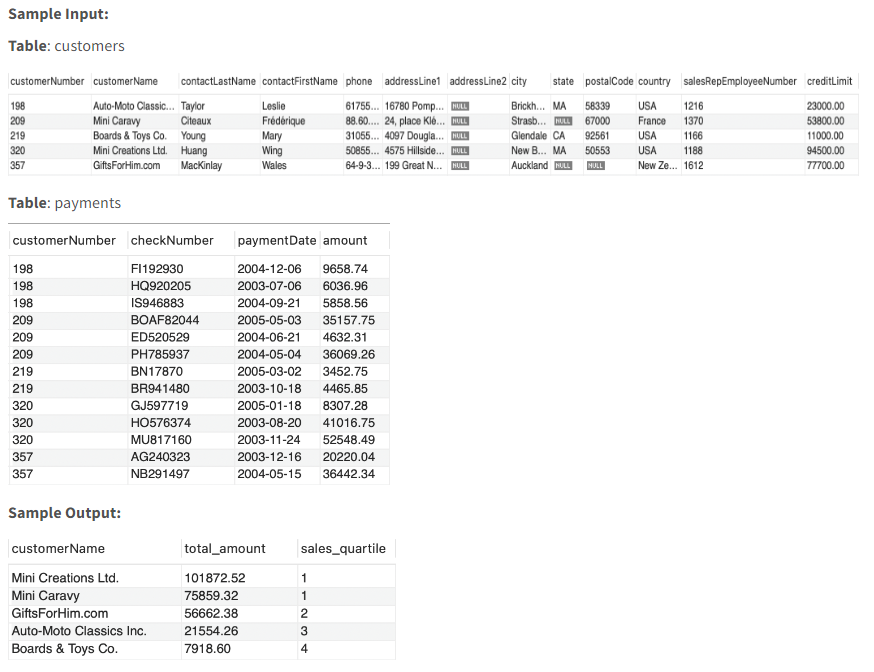 Sample Input:
Table: customers
customerNumber customerName contactLastName contactFirstName phone addressLine1 addressLine2 city state postalCode country salesRepEmployeeNumber creditLimit
198 Auto-Moto Classic... Taylor Leslie 61755... 16780 Pomp... NULL Brickh... MA 58339 USA 1216 23000.00
209 Mini Caravy Citeaux Frédérique 88.60.... 24, place Klé... NULL Strasb... NULL 67000 France 1370 53800.00
219 Boards & Toys Co. Young Mary 31055... 4097 Dougla... NULL Glendale CA 92561 USA 1166 11000.00
320 Mini Creations Ltd. Huang Wing 50855... 4575 Hillside... NULL New B... MA 50553 USA 1188 94500.00
357 GiftsForHim.com MacKinlay Wales 64-9-3... 199 Great N... NULL Auckland NULL NULL New Ze... 1612 77700.00
Table: payments
customerNumber checkNumber paymentDate amount
198 FI192930 2004-12-06 9658.74
198 HQ920205 2003-07-06 6036.96
198 IS946883 2004-09-21 5858.56
209 BOAF82044 2005-05-03 35157.75
209 ED520529 2004-06-21 4632.31
209 PH785937 2004-05-04 36069.26
219 BN17870 2005-03-02 3452.75
219 BR941480 2003-10-18 4465.85
320 GJ597719 2005-01-18 8307.28
320 HO576374 2003-08-20 41016.75
320 MU817160 2003-11-24 52548.49
357 AG240323 2003-12-16 20220.04
357 NB291497 2004-05-15 36442.34
Sample Output:
customerName total_amount sales_quartile
Mini Creations Ltd. 101872.52 1
Mini Caravy 75859.32 1
GiftsForHim.com 56662.38 2
Auto-Moto Classics Inc. 21554.26 3
Boards & Toys Co. 7918.60 4